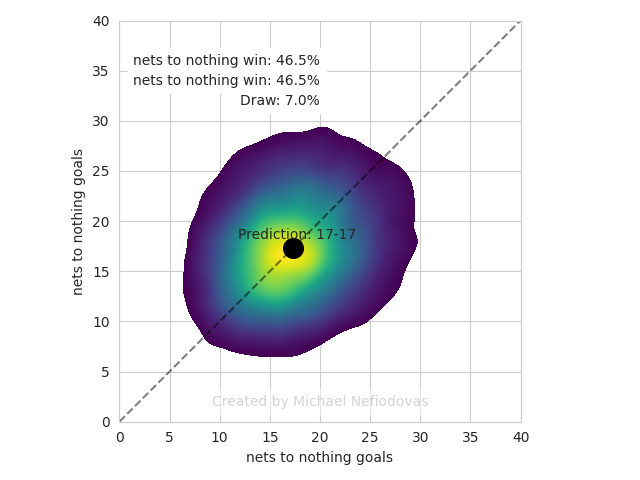 40
35
30
25
20
15
10
5
0
nets to nothing goals
nets to nothing win: 46.5%
nets to nothing win: 46.5%
Draw: 7.0%
Prediction: 17-17
Created by Michael Nefiodovas
0 5 10 15 20 25 30 35 40
nets to nothing goals